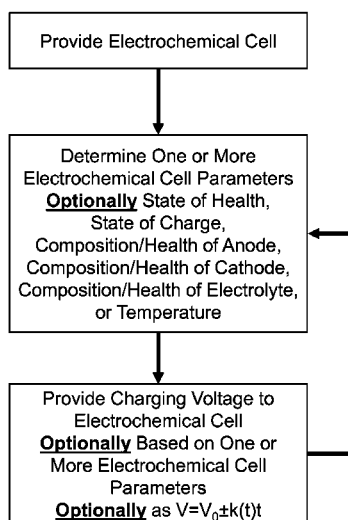 Provide Electrochemical Cell
Determine One or More
Electrochemical Cell Parameters
Optionally State of Health,
State of Charge,
Composition/Health of Anode,
Composition/Health of Cathode,
Composition/Health of Electrolyte,
or Temperature
Provide Charging Voltage to
Electrochemical Cell
Optionally Based on One or
More Electrochemical Cell
Parameters
Optionally as V=V₀±k(t)t